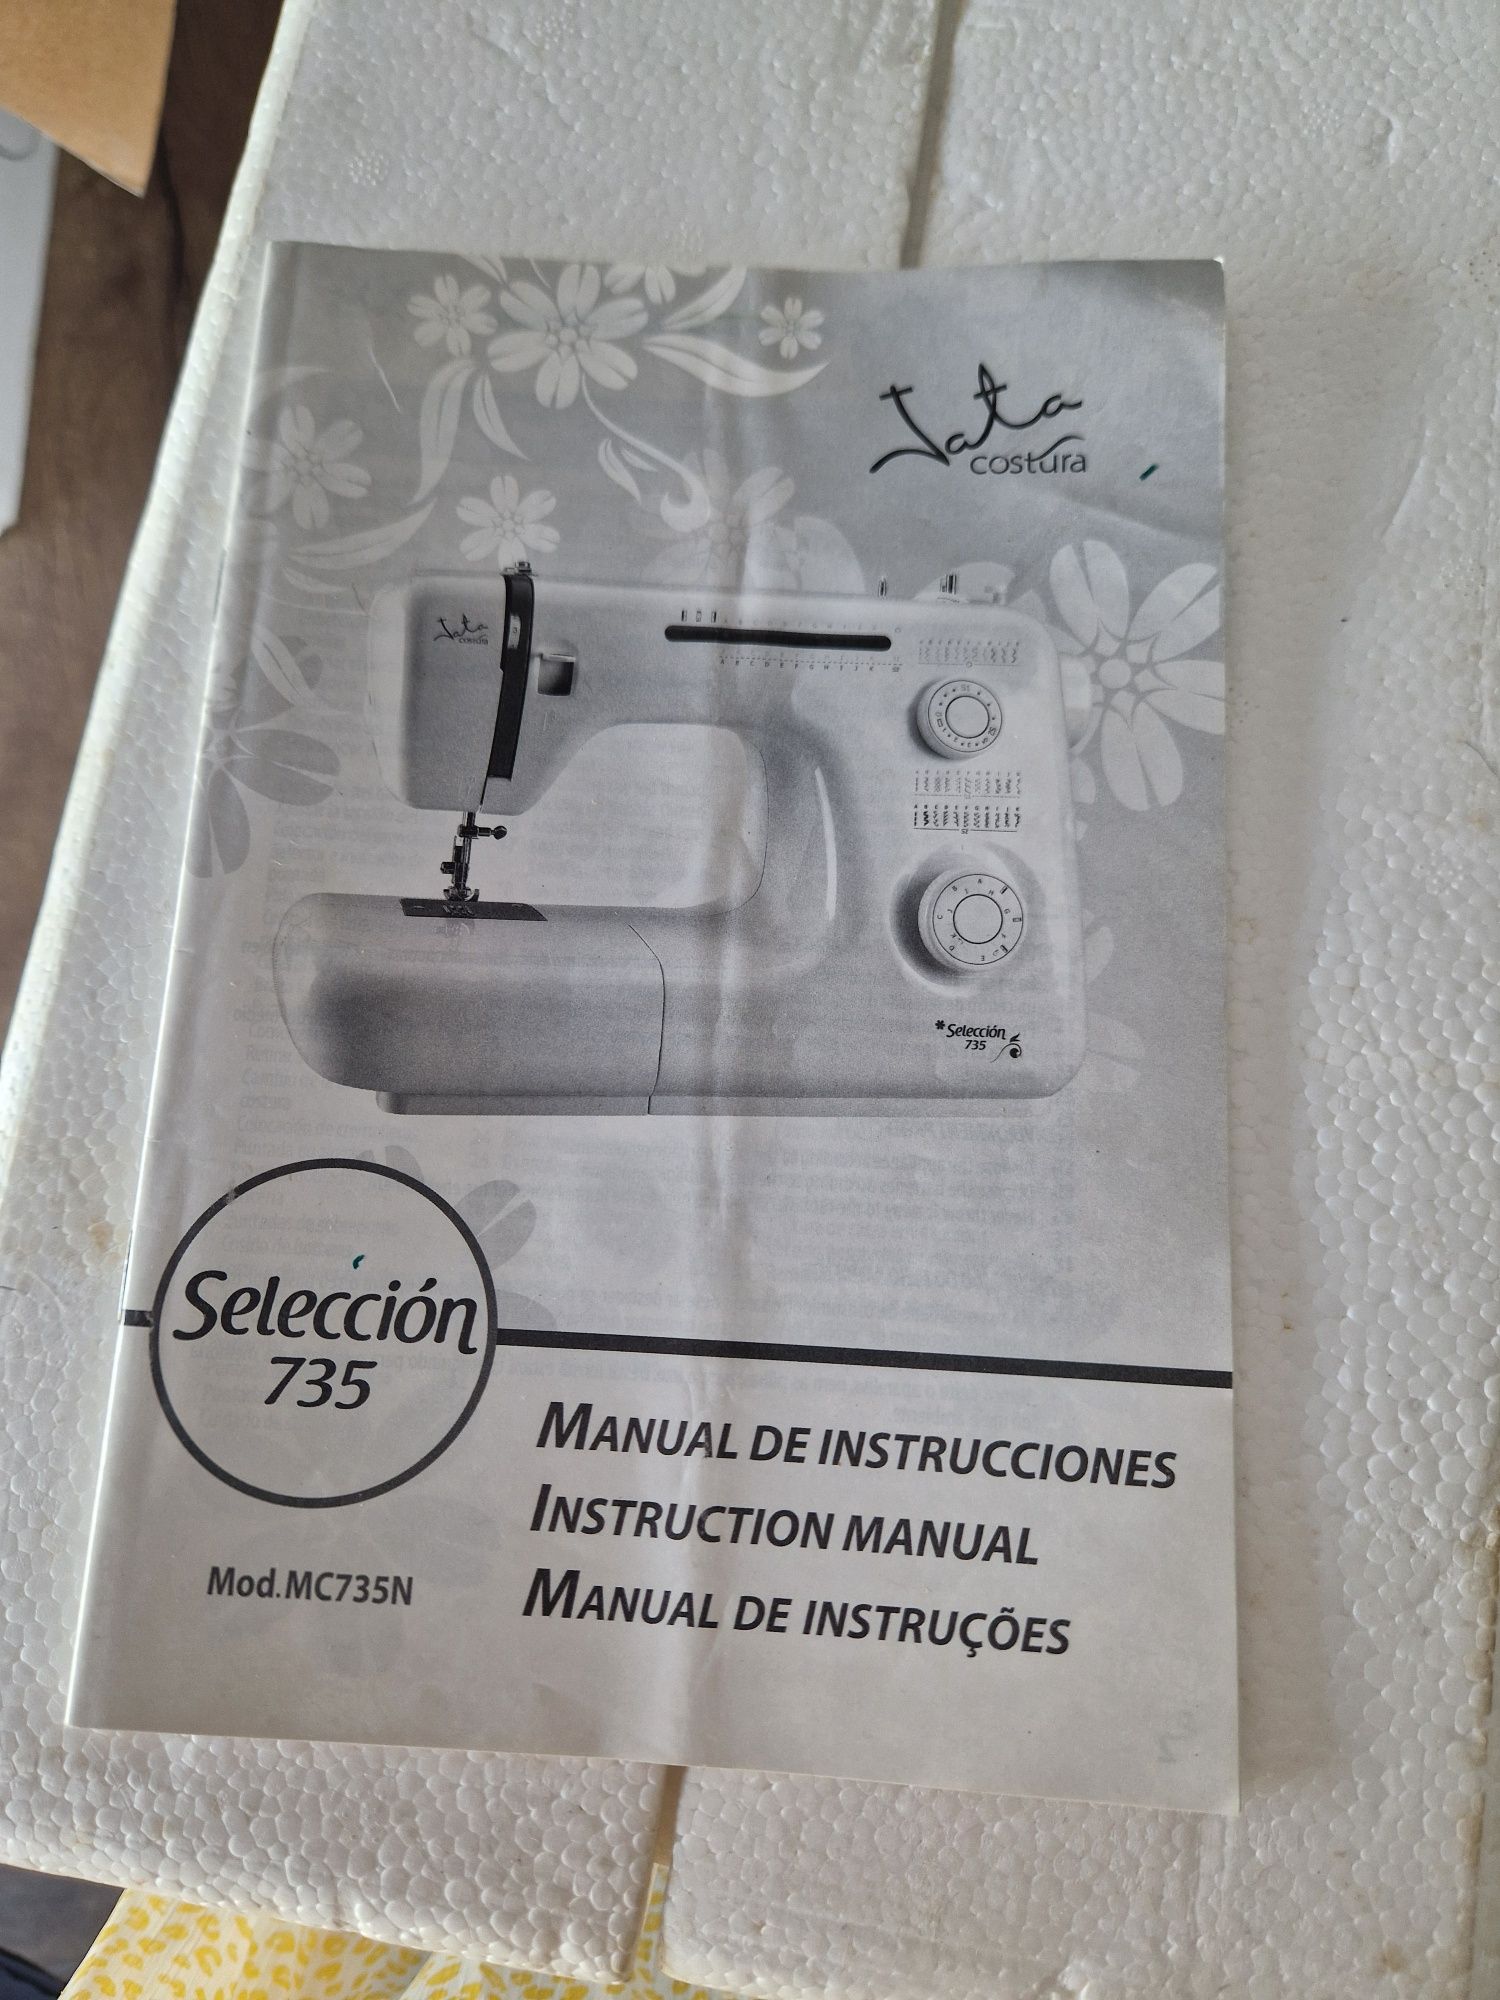 Jata
costura
Jata
costura
A B C D E F G H I J K
*Selección
735
Selección
735
MANUAL DE INSTRUCCIONES
INSTRUCTION MANUAL
Mod.MC735N
MANUAL DE INSTRUÇÕES